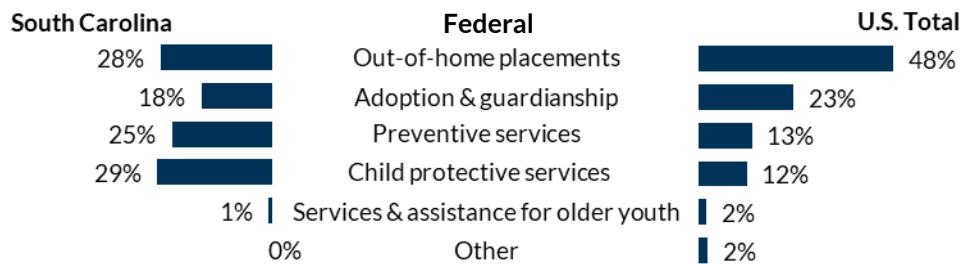 South Carolina Federal U.S. Total
28% Out-of-home placements 48%
18% Adoption & guardianship 23%
25% Preventive services 13%
29% Child protective services 12%
1% Services & assistance for older youth 2%
0% Other 2%